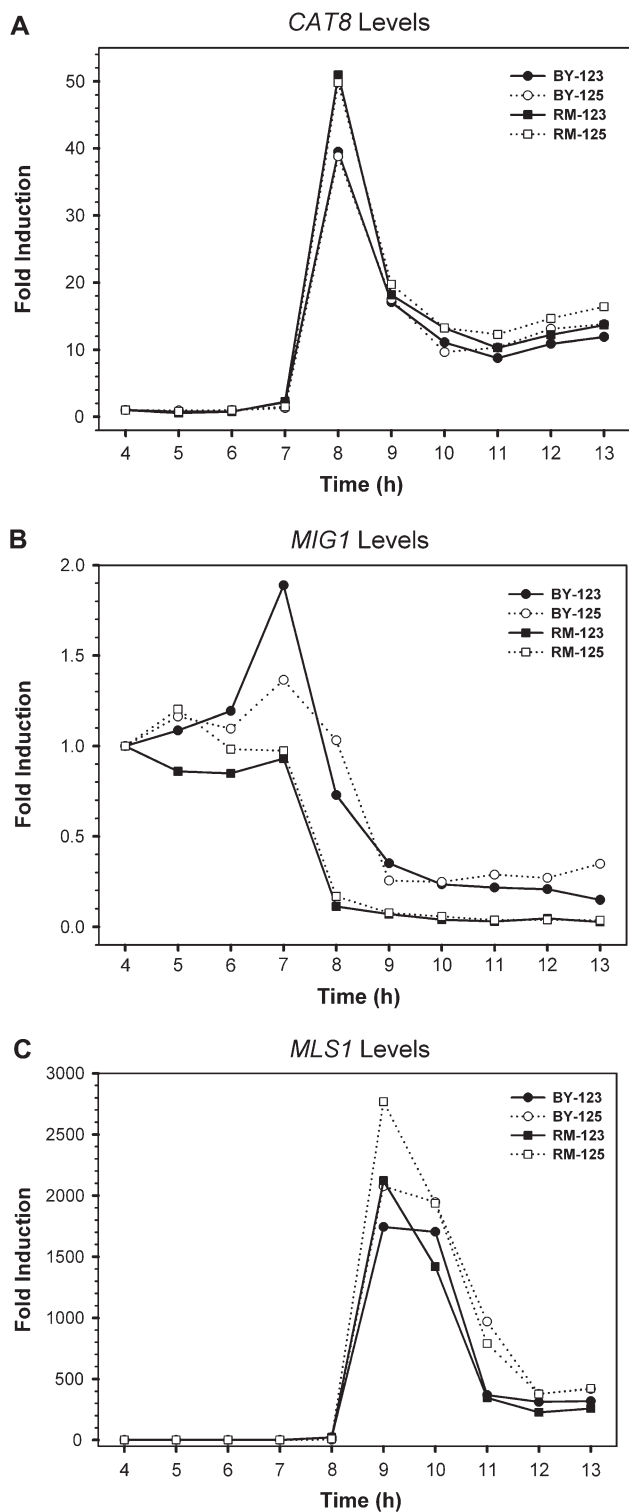 A
CAT8 Levels
Fold Induction
50
40
30
20
10
0
BY-123
BY-125
RM-123
RM-125
4 5 6 7 8 9 10 11 12 13
Time (h)
B
MIG1 Levels
Fold Induction
2.0
1.5
1.0
0.5
0.0
BY-123
BY-125
RM-123
RM-125
4 5 6 7 8 9 10 11 12 13
Time (h)
C
MLS1 Levels
Fold Induction
3000
2500
2000
1500
1000
500
0
BY-123
BY-125
RM-123
RM-125
4 5 6 7 8 9 10 11 12 13
Time (h)